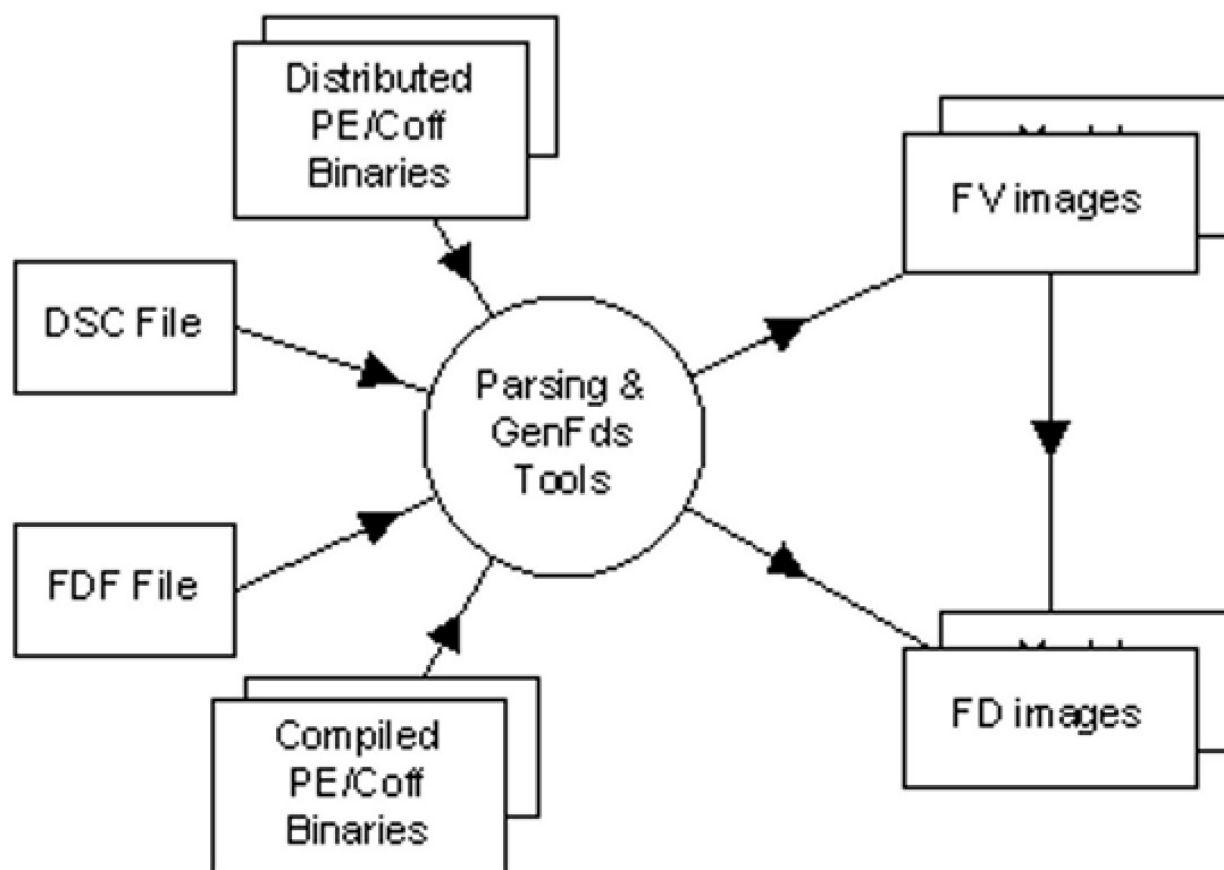 Distributed
PE/Coff
Binaries
FV images
DSC File
Parsing &
GenFds
Tools
FDF File
FD images
Compiled
PE/Coff
Binaries